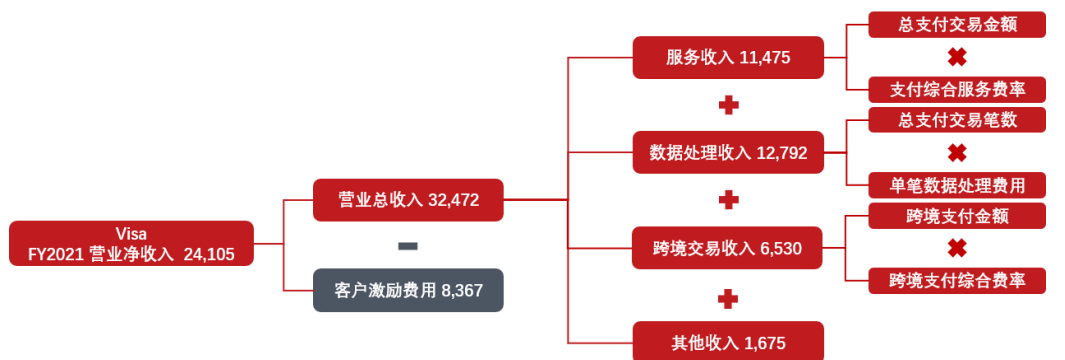 Visa
FY2021 营业净收入 24,105
营业总收入 32,472
客户激励费用 8,367
服务收入 11,475
数据处理收入 12,792
跨境交易收入 6,530
其他收入 1,675
总支付交易金额
支付综合服务费率
总支付交易笔数
单笔数据处理费用
跨境支付金额
跨境支付综合费率